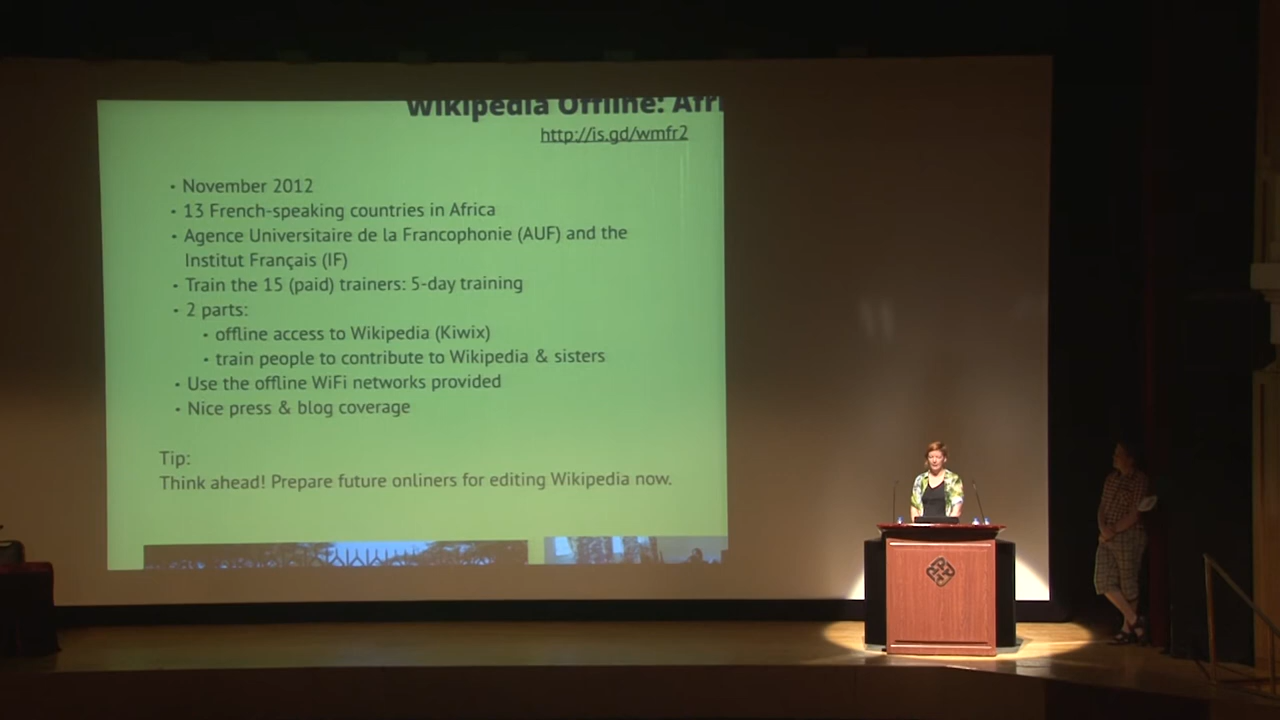 Wikipedia Offline: Afri
http://is.gd/wmfr2
• November 2012
• 13 French-speaking countries in Africa
• Agence Universitaire de la Francophonie (AUF) and the
Institut Français (IF)
• Train the 15 (paid) trainers: 5-day training
• 2 parts:
• offline access to Wikipedia (Kiwix)
• train people to contribute to Wikipedia & sisters
• Use the offline WiFi networks provided
• Nice press & blog coverage
Tip:
Think ahead! Prepare future onliners for editing Wikipedia now.